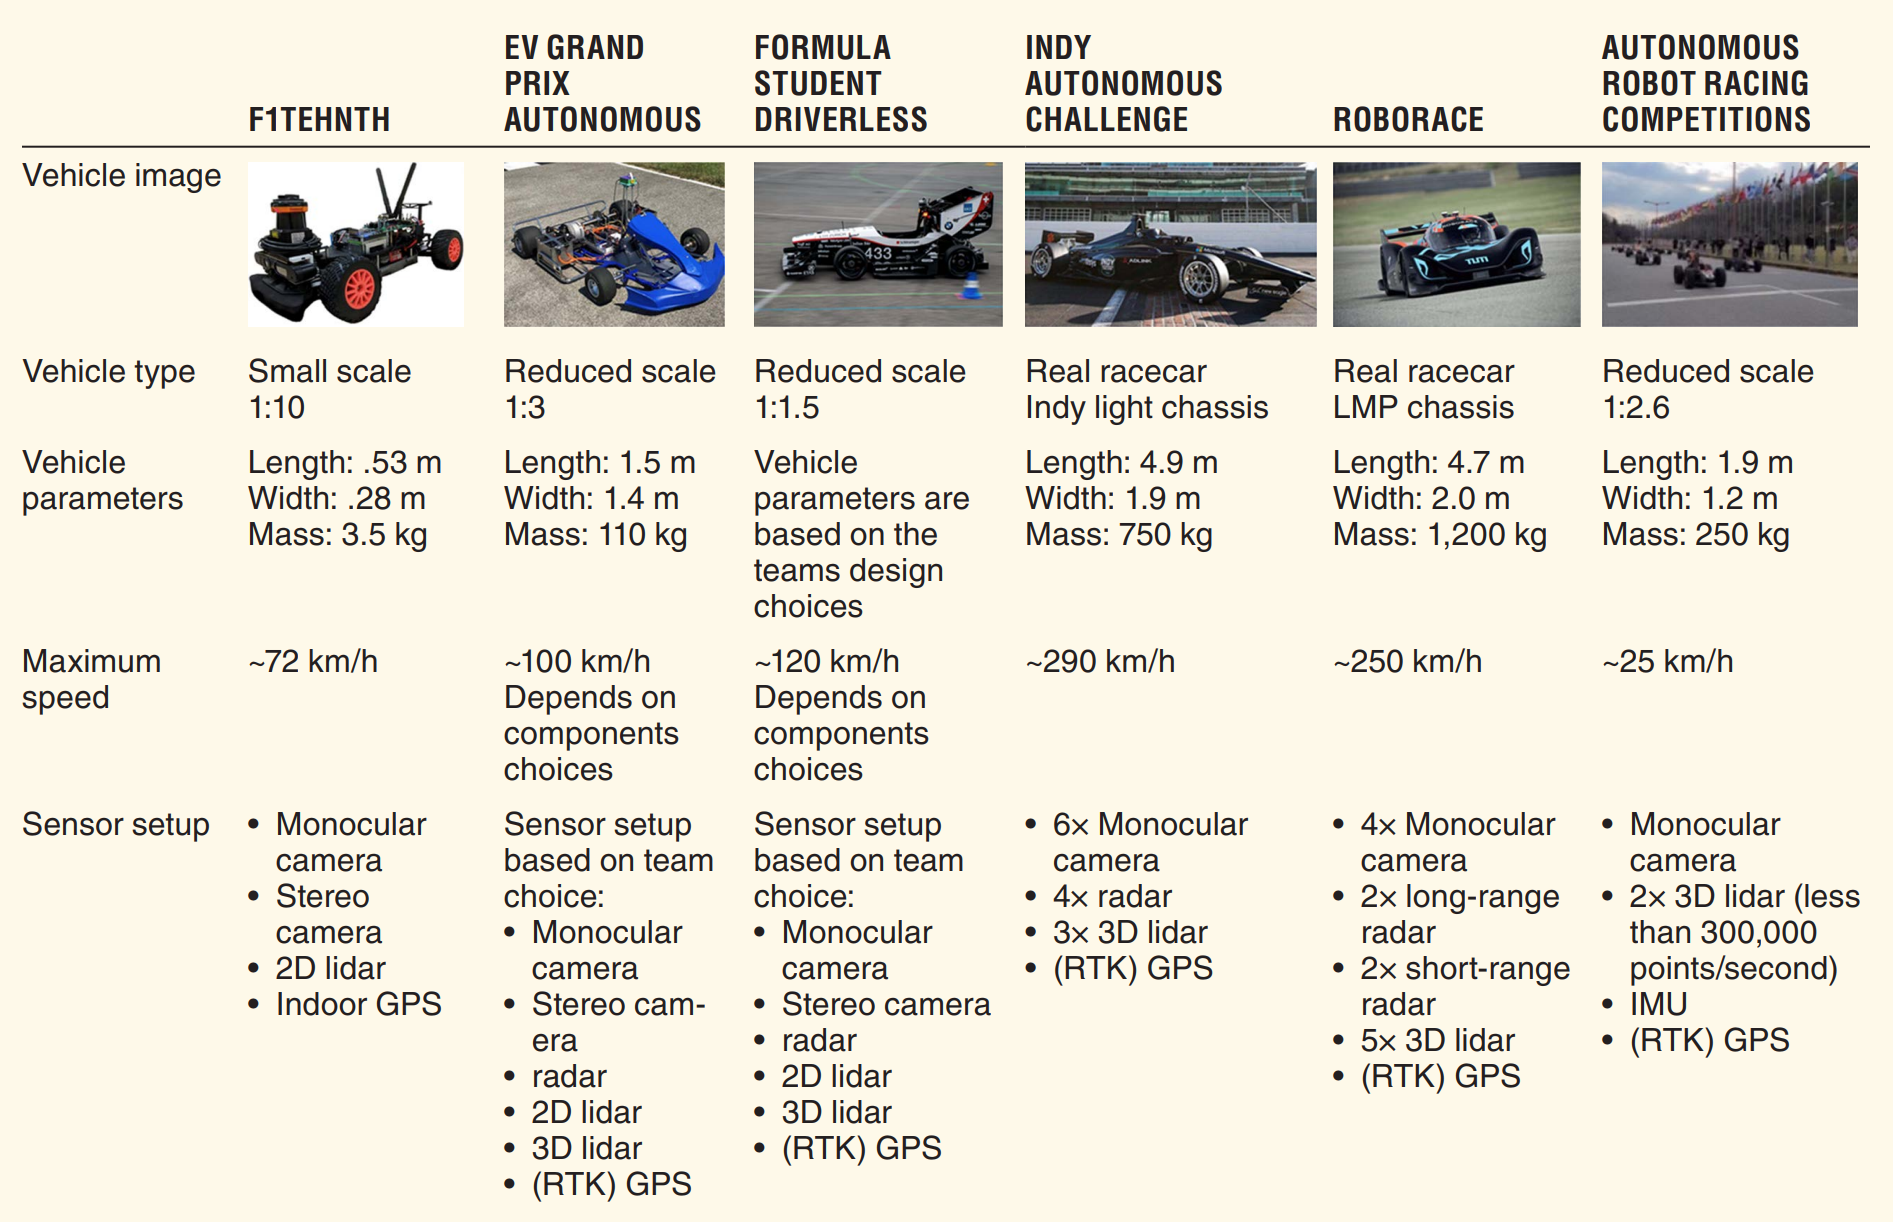 F1TEHNTH
EV GRAND
PRIX
AUTONOMOUS
FORMULA
STUDENT
DRIVERLESS
INDY
AUTONOMOUS
CHALLENGE
ROBORACE
AUTONOMOUS
ROBOT RACING
COMPETITIONS
Vehicle image
433
TUM
Vehicle type
Small scale
1:10
Reduced scale
1:3
Reduced scale
1:1.5
Real racecar
Indy light chassis
Real racecar
LMP chassis
Reduced scale
1:2.6
Vehicle
parameters
Length: .53 m
Width: .28 m
Mass: 3.5 kg
Length: 1.5 m
Width: 1.4 m
Mass: 110 kg
Vehicle
parameters are
based on the
teams design
choices
Length: 4.9 m
Width: 1.9 m
Mass: 750 kg
Length: 4.7 m
Width: 2.0 m
Mass: 1,200 kg
Length: 1.9 m
Width: 1.2 m
Mass: 250 kg
Maximum
speed
~72 km/h
~100 km/h
Depends on
components
choices
~120 km/h
Depends on
components
choices
~290 km/h
~250 km/h
~25 km/h
Sensor setup
• Monocular
camera
• Stereo
camera
• 2D lidar
• Indoor GPS
Sensor setup
based on team
choice:
• Monocular
camera
• Stereo cam-
era
• radar
• 2D lidar
• 3D lidar
• (RTK) GPS
Sensor setup
based on team
choice:
• Monocular
camera
• Stereo camera
• radar
• 2D lidar
• 3D lidar
• (RTK) GPS
• 6× Monocular
camera
• 4× radar
• 3× 3D lidar
• (RTK) GPS
• 4× Monocular
camera
• 2× long-range
radar
• 2× short-range
radar
• 5× 3D lidar
• (RTK) GPS
• Monocular
camera
• 2× 3D lidar (less
than 300,000
points/second)
• IMU
• (RTK) GPS